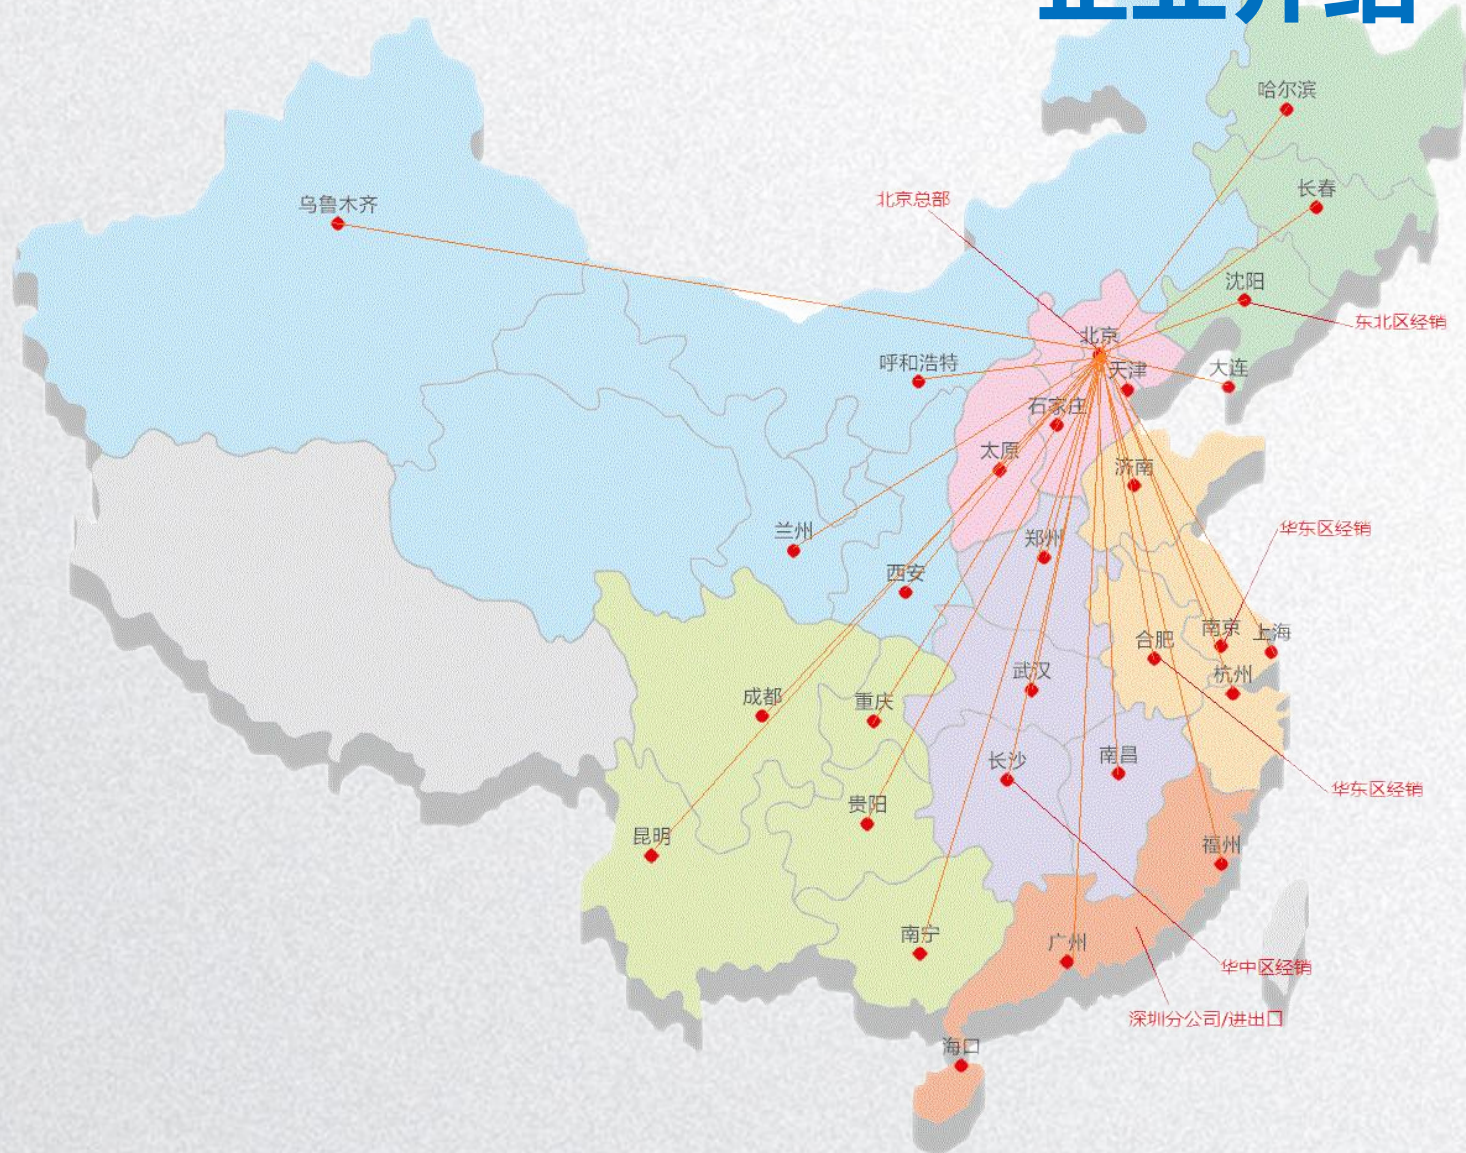 企业介绍
哈尔滨
长春
乌鲁木齐
北京总部
沈阳
东北区经销
北京
呼和浩特
天津
大连
石家庄
太原
济南
兰州
郑州
华东区经销
西安
南京
上海
合肥
武汉
杭州
成都
重庆
长沙
南昌
华东区经销
贵阳
昆明
福州
南宁
广州
华中区经销
深圳分公司/进出口
海口